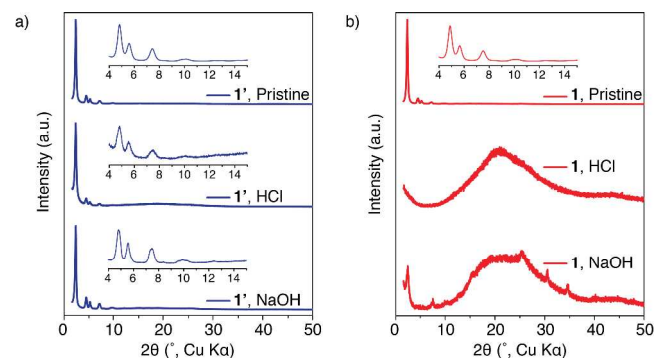 a)
Intensity (a.u.)
4 6 8 10 12 14
1’, Pristine
4 6 8 10 12 14
1’, HCl
4 6 8 10 12 14
1’, NaOH
0 10 20 30 40 50
2θ (°, Cu Kα)
b)
Intensity (a.u.)
4 6 8 10 12 14
1, Pristine
1, HCl
1, NaOH
0 10 20 30 40 50
2θ (°, Cu Kα)